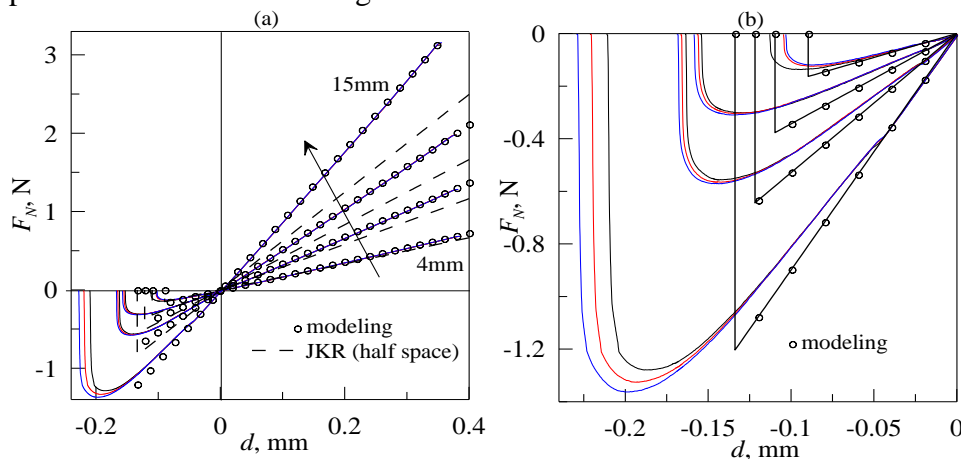 (a)
3
2
1
0
-1
F_N, N
15mm
4mm
modeling
JKR (half space)
-0.2
0
0.2
0.4
d, mm
(b)
0
-0.4
-0.8
-1.2
F_N, N
modeling
-0.2
-0.15
-0.1
-0.05
0
d, mm